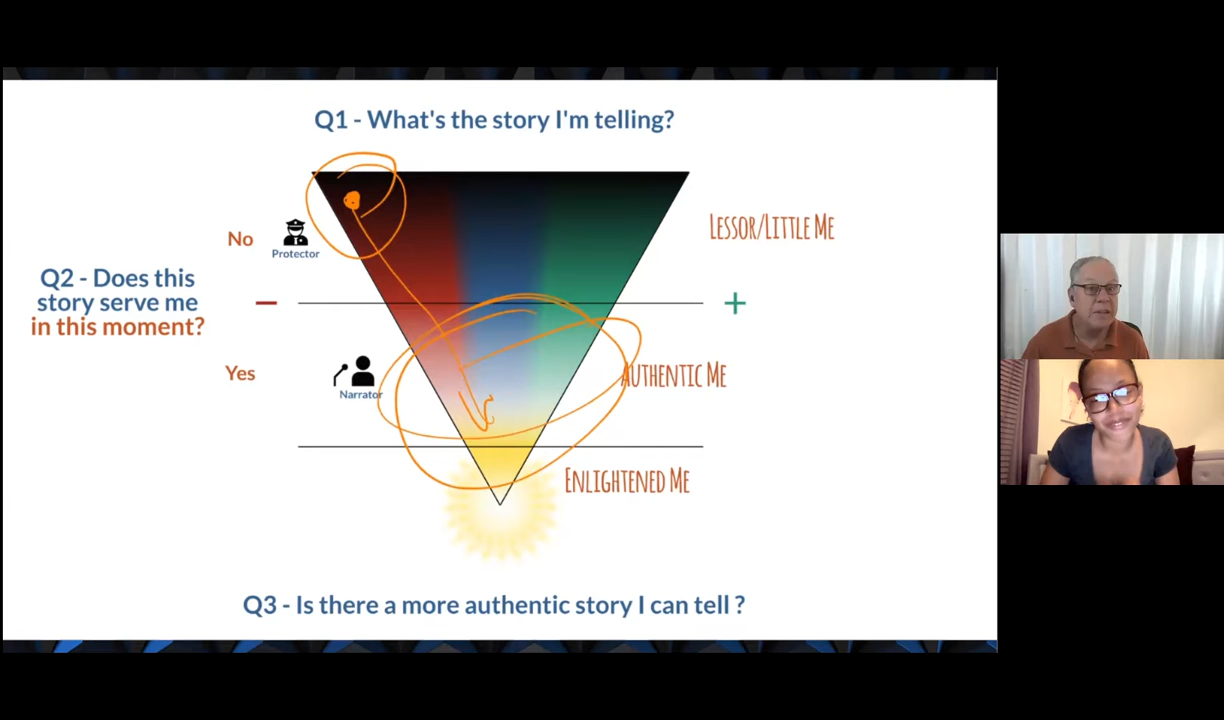 Q1 - What's the story I'm telling?
No
Protector
LESSOR/LITTLE ME
Q2 - Does this
story serve me
in this moment?
−
+
Yes
Narrator
AUTHENTIC ME
ENLIGHTENED ME
Q3 - Is there a more authentic story I can tell ?